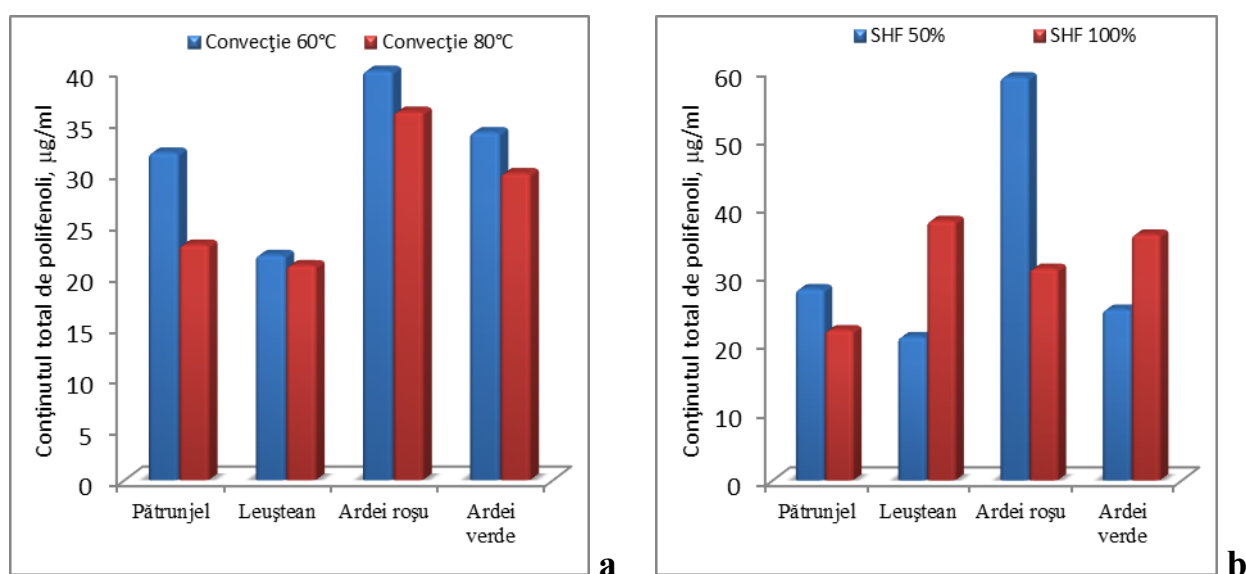 Convecţie 60°C Convecţie 80°C
Conţinutul total de polifenoli, µg/ml
40
35
30
25
20
15
10
5
0
Pătrunjel Leuştean Ardei roşu Ardei
verde
a
SHF 50% SHF 100%
Conţinutul total de polifenoli, µg/ml
60
50
40
30
20
10
0
Pătrunjel Leuştean Ardei roşu Ardei
verde
b